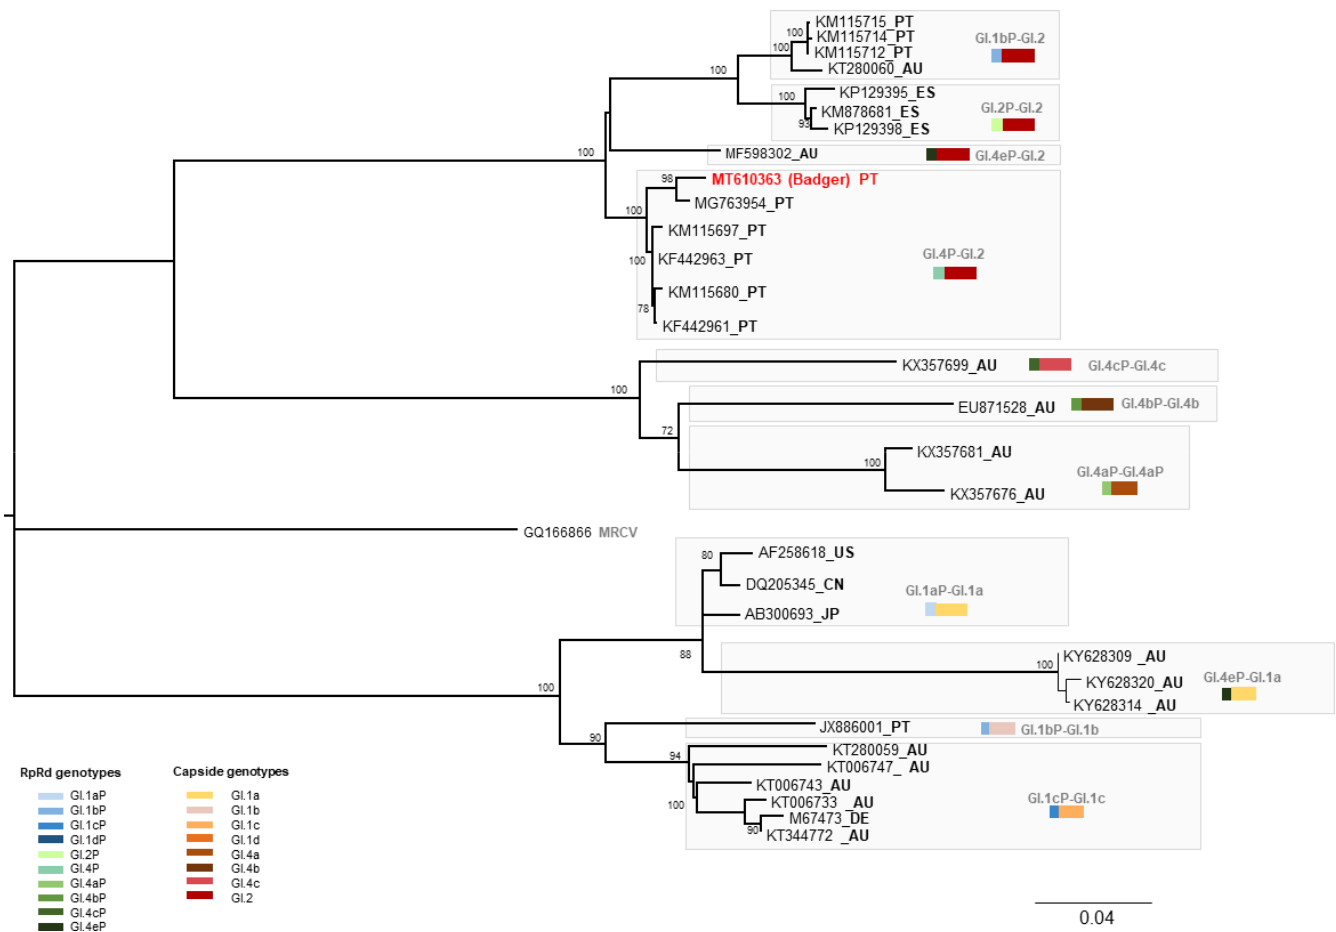 KM115715_PT
100
KM115714_PT
GI.1bP-GI.2
100
KM115712_PT
100
KT280060_AU
KP129395_ES
100
KM878681_ES
GI.2P-GI.2
93
KP129398_ES
100
MF598302_AU
GI.4eP-GI.2
98
MT610363 (Badger) PT
MG763954_PT
100
KM115697_PT
GI.4P-GI.2
100
KF442963_PT
KM115680_PT
78
KF442961_PT
KX357699_AU
GI.4cP-GI.4c
100
EU871528_AU
GI.4bP-GI.4b
72
KX357681_AU
100
GI.4aP-GI.4aP
KX357676_AU
GQ166866 MRCV
80
AF258618_US
DQ205345_CN
GI.1aP-GI.1a
AB300693_JP
88
KY628309 _AU
100
KY628320_AU
GI.4eP-GI.1a
KY628314 _AU
100
JX886001_PT
GI.1bP-GI.1b
90
KT280059_AU
94
KT006747_ AU
KT006743_AU
GI.1cP-GI.1c
100
KT006733 _AU
M67473_DE
90
KT344772 _AU
RpRd genotypes
GI.1aP
GI.1bP
GI.1cP
GI.1dP
GI.2P
GI.4P
GI.4aP
GI.4bP
GI.4cP
GI.4eP
Capside genotypes
GI.1a
GI.1b
GI.1c
GI.1d
GI.4a
GI.4b
GI.4c
GI.2
0.04